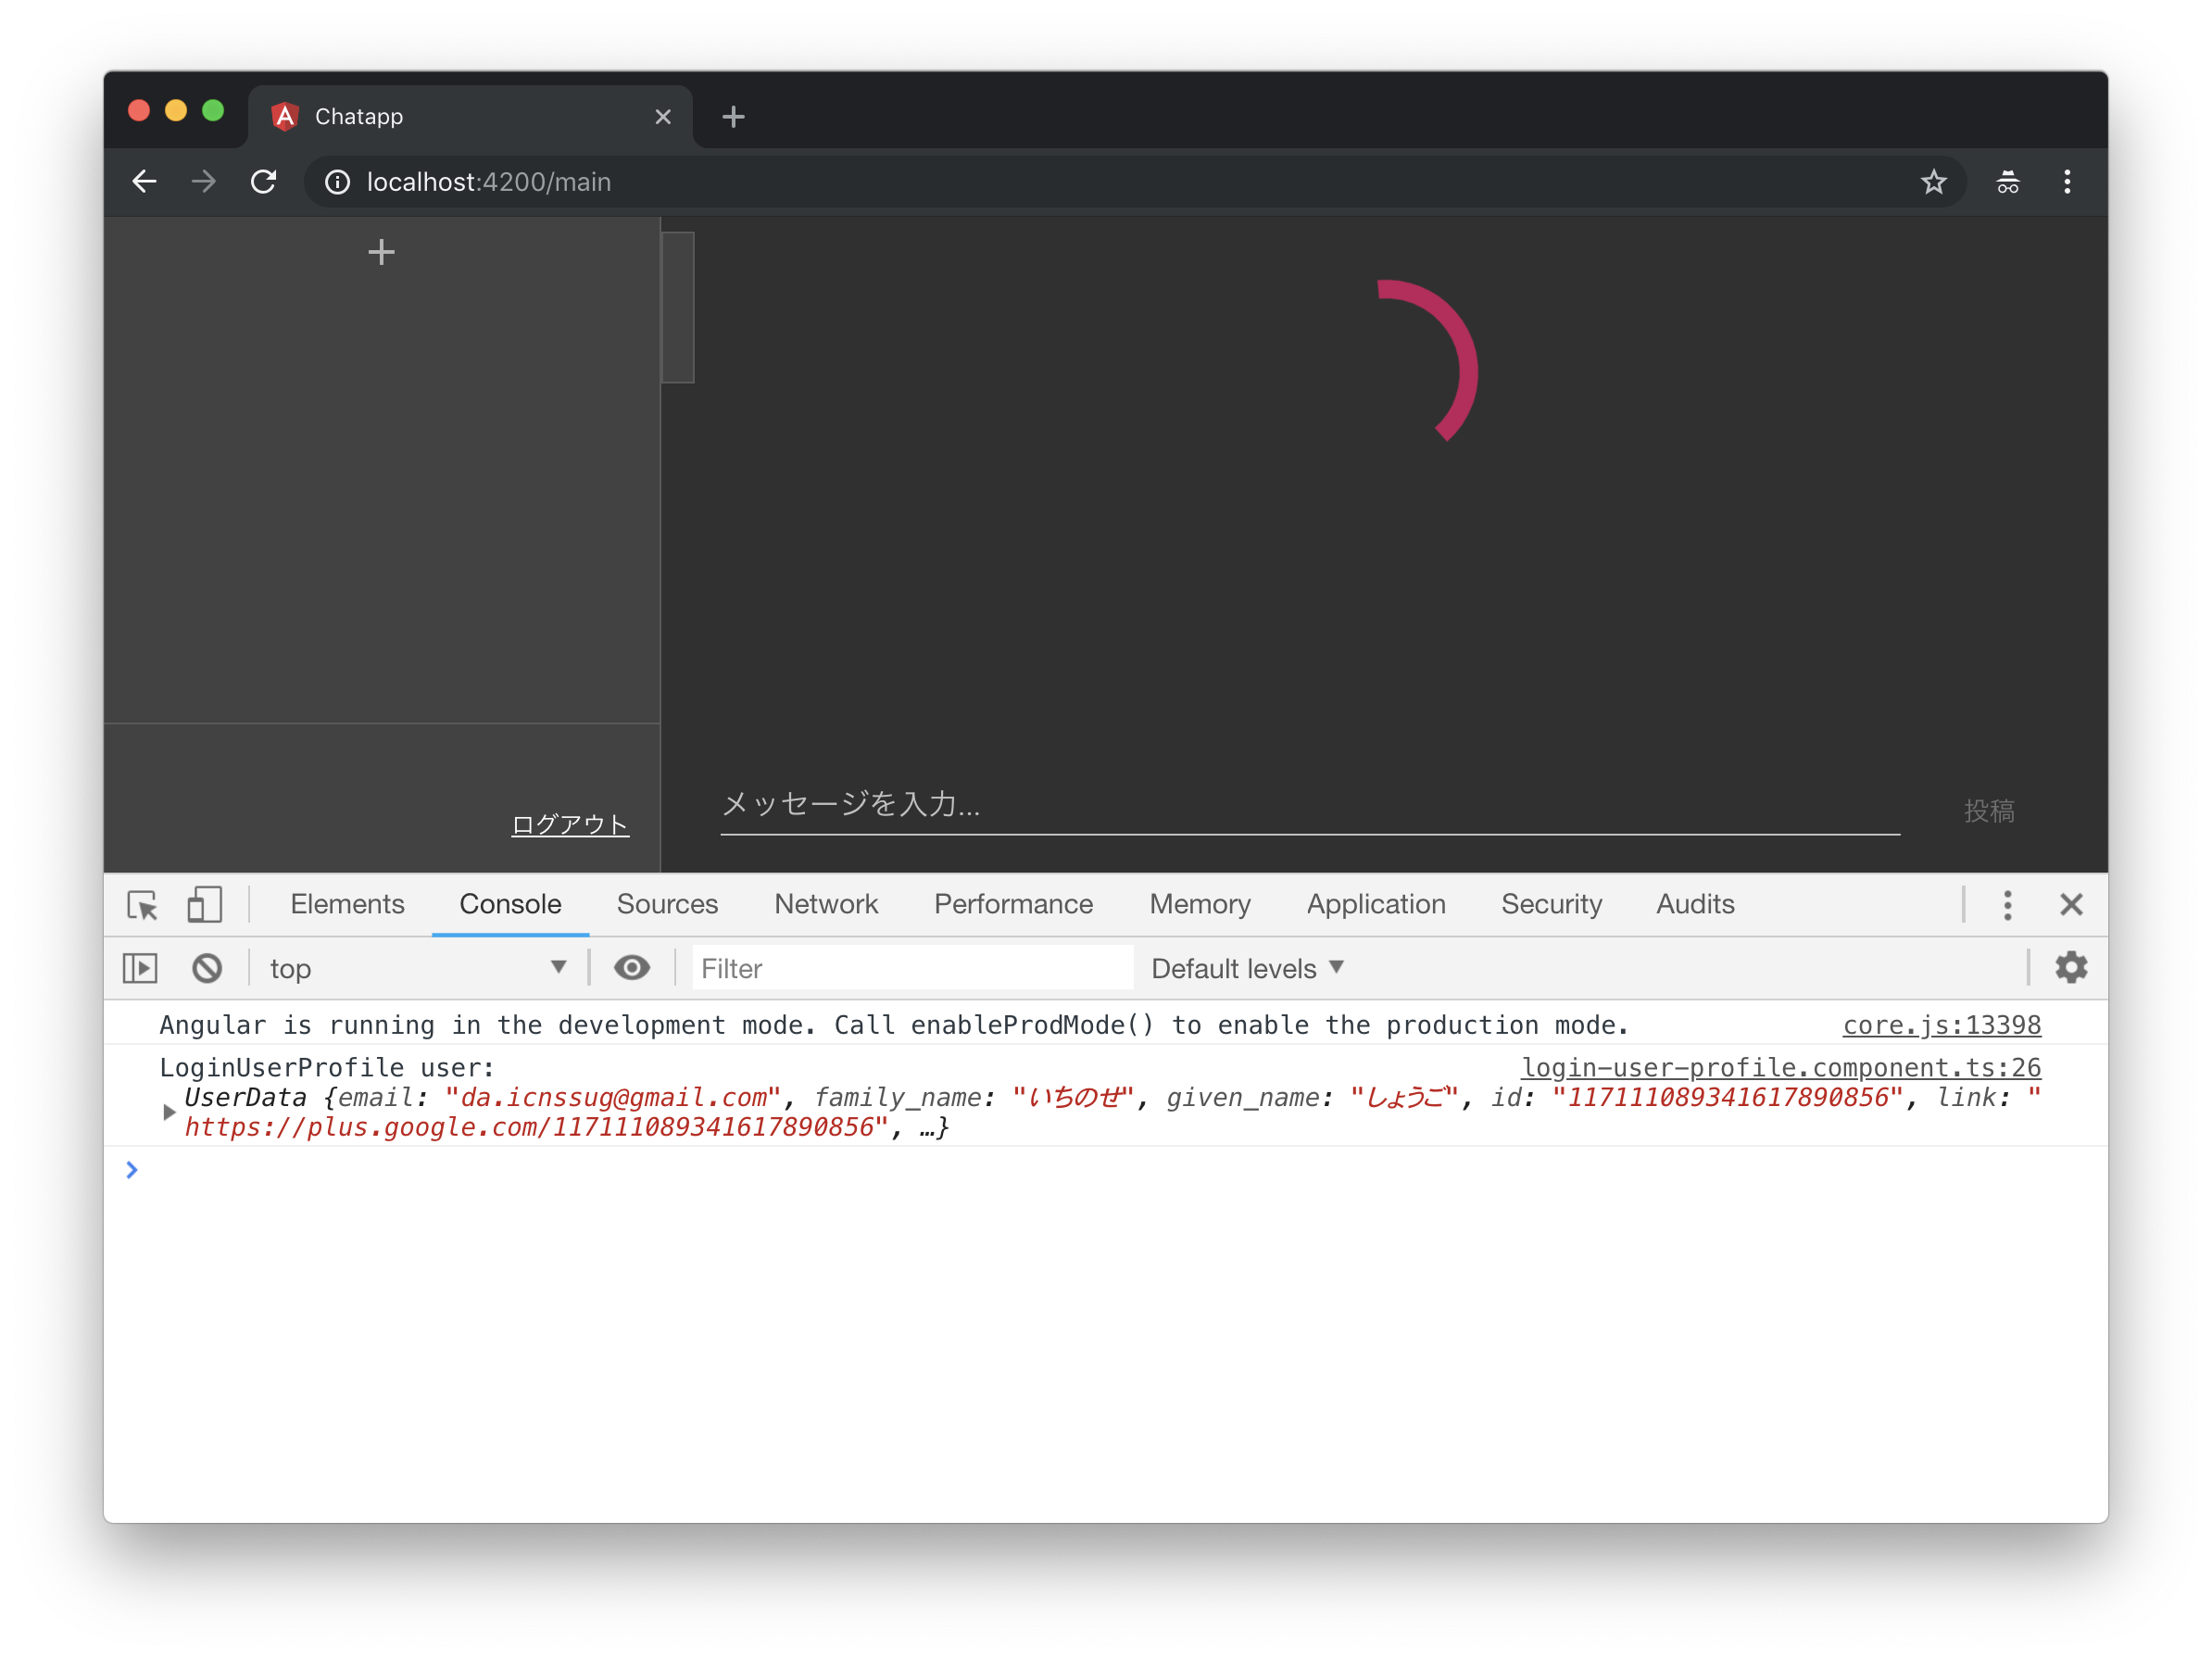 Chatapp
localhost:4200/main
メッセージを入力...
投稿
ログアウト
Elements Console Sources Network Performance Memory Application Security Audits
top Filter Default levels
Angular is running in the development mode. Call enableProdMode() to enable the production mode. core.js:13398
LoginUserProfile user: login-user-profile.component.ts:26
UserData {email: "da.icnssug@gmail.com", family_name: "いちのせ", given_name: "しょうご", id: "117111089341617890856", link: "
https://plus.google.com/117111089341617890856", …}